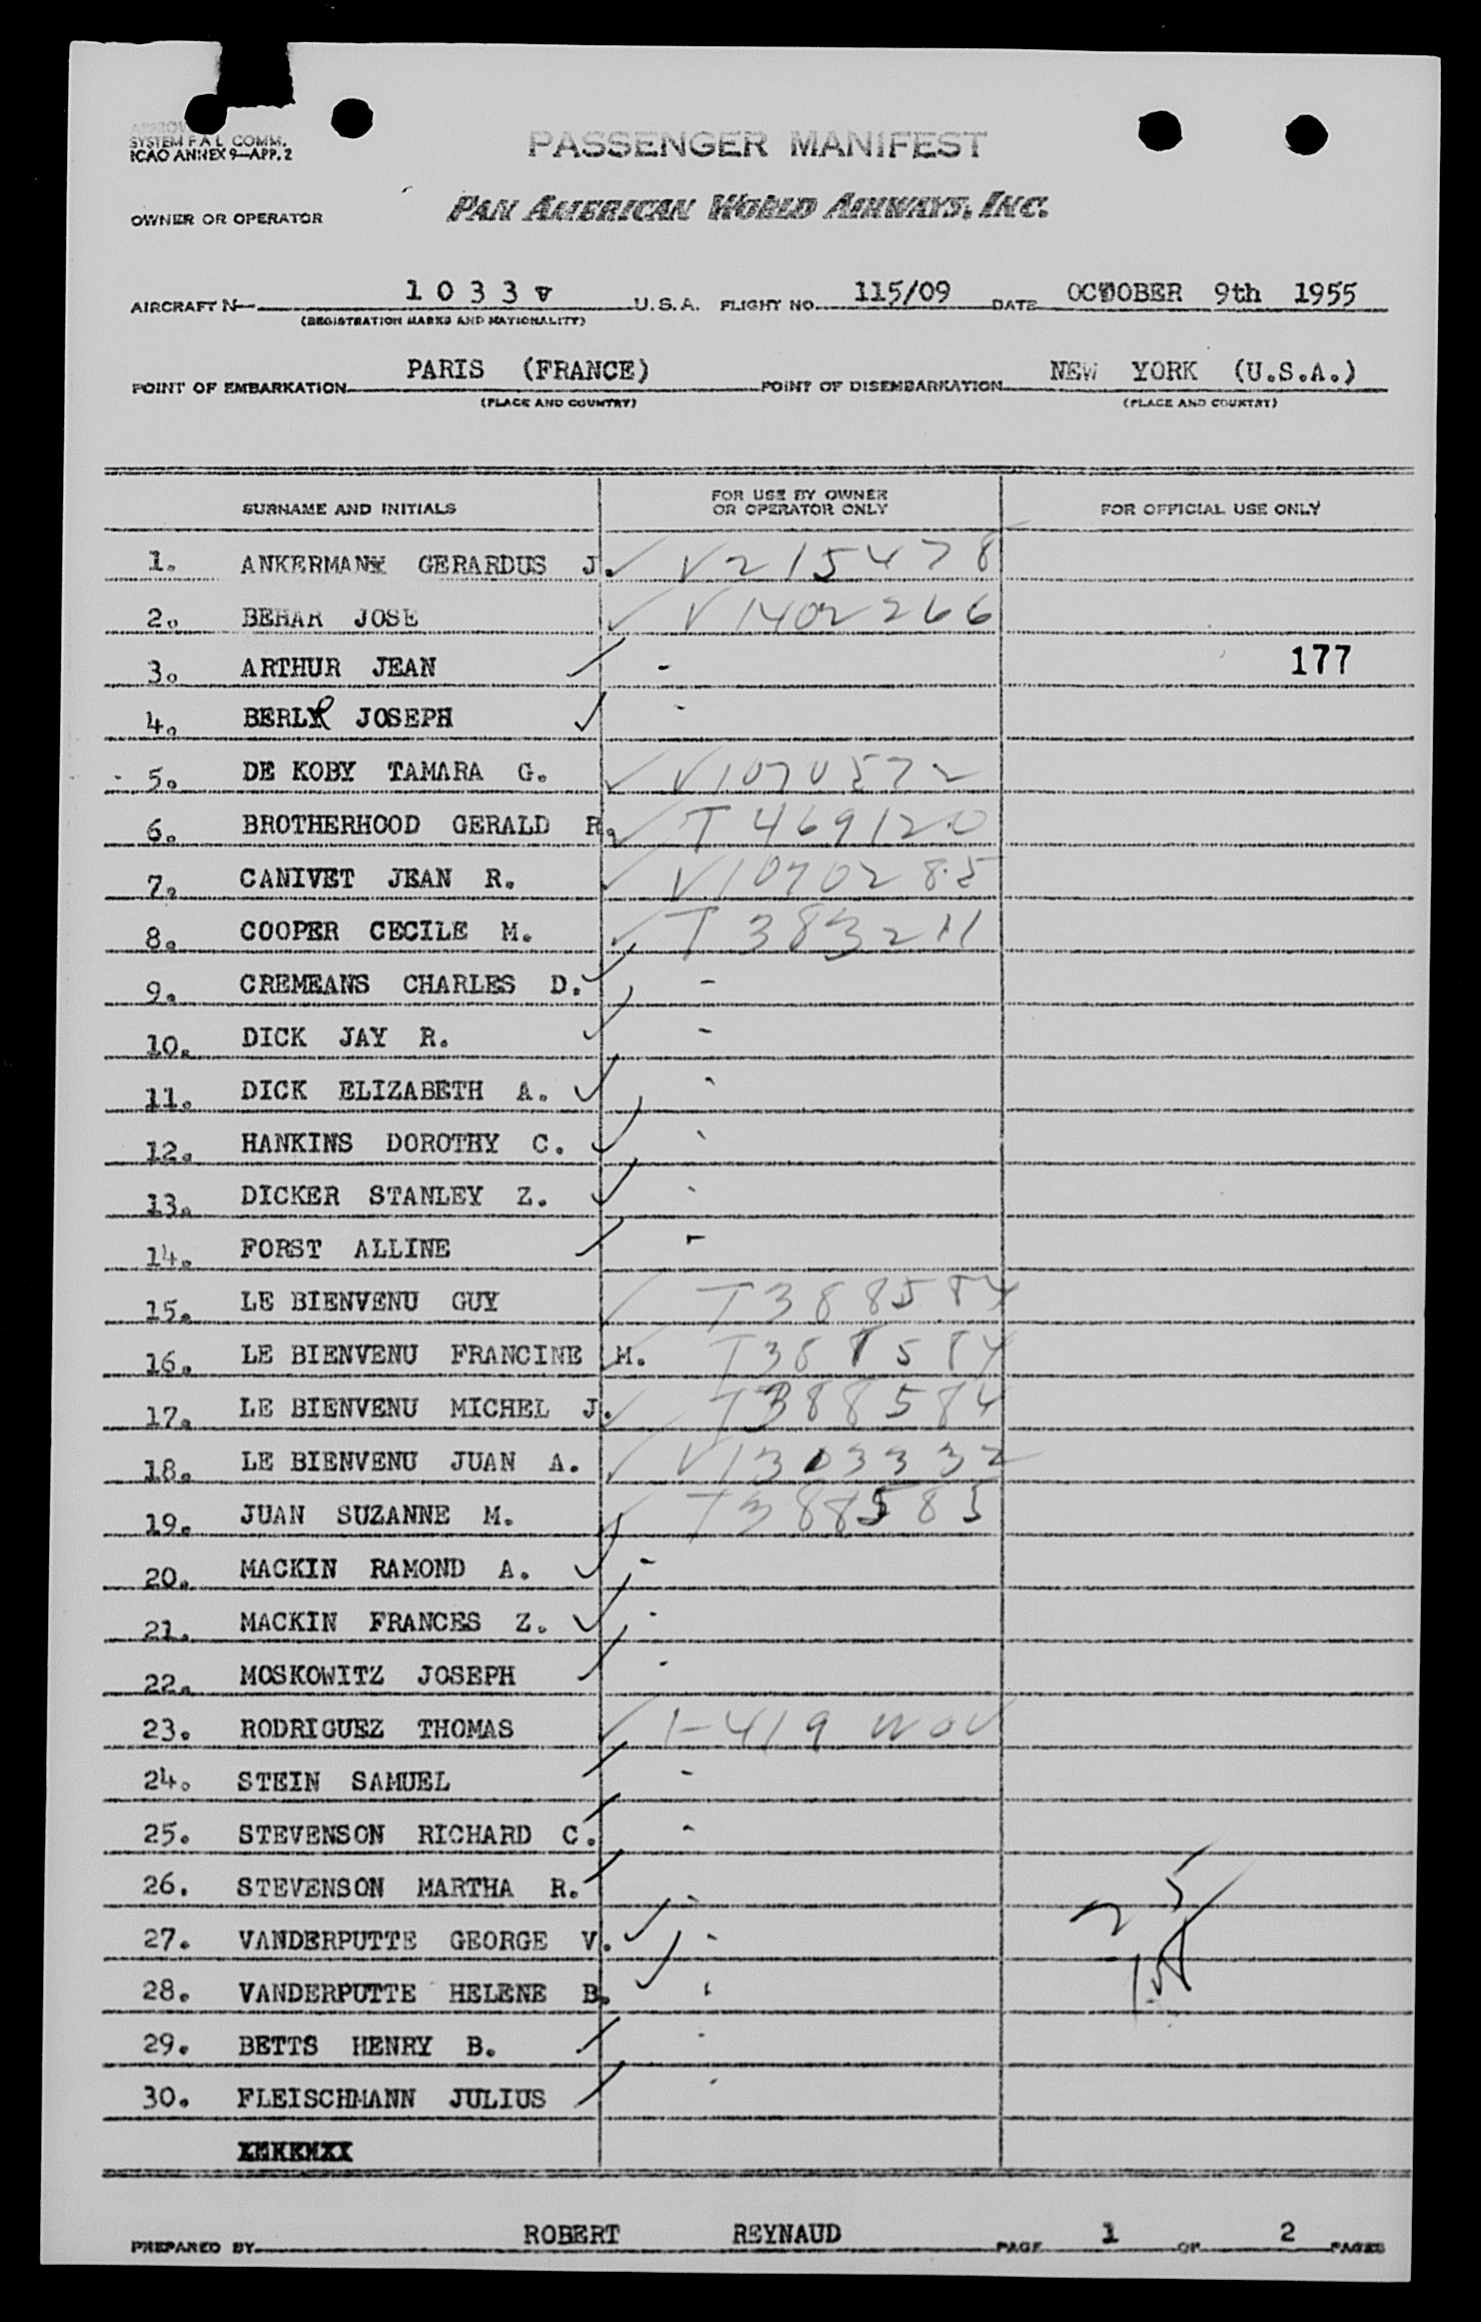 SYSTEM F A L COMM.
ICAO ANNEX 9—APP. 2
PASSENGER MANIFEST
OWNER OR OPERATOR PAN AMERICAN WORLD AIRWAYS, INC.
AIRCRAFT N— 1 0 3 3 v U.S.A. FLIGHT NO. 115/09 DATE OCTOBER 9th 1955
(REGISTRATION MARKS AND NATIONALITY)
POINT OF EMBARKATION PARIS (FRANCE) POINT OF DISEMBARKATION NEW YORK (U.S.A.)
(PLACE AND COUNTRY) (PLACE AND COUNTRY)
SURNAME AND INITIALS FOR USE BY OWNER OR OPERATOR ONLY FOR OFFICIAL USE ONLY
1. ANKERMANN GERARDUS J. ✓ V215478
2. BEHAR JOSE ✓ V1402266
3. ARTHUR JEAN ✓ - 177
4. BERLR JOSEPH ✓ -
5. DE KOBY TAMARA G. ✓ V1070572
6. BROTHERHOOD GERALD R. ✓ T469120
7. CANIVET JEAN R. ✓ V1070285
8. COOPER CECILE M. ✓ T383211
9. CREMEANS CHARLES D. ✓ -
10. DICK JAY R. ✓ -
11. DICK ELIZABETH A. ✓ -
12. HANKINS DOROTHY C. ✓ -
13. DICKER STANLEY Z. ✓ -
14. FORST ALLINE ✓ -
15. LE BIENVENU GUY ✓ T388584
16. LE BIENVENU FRANCINE M. ✓ T388584
17. LE BIENVENU MICHEL J. ✓ T388584
18. LE BIENVENU JUAN A. ✓ V1303332
19. JUAN SUZANNE M. ✓ T388585
20. MACKIN RAMOND A. ✓ -
21. MACKIN FRANCES Z. ✓ -
22. MOSKOWITZ JOSEPH ✓ -
23. RODRIGUEZ THOMAS ✓ 1-419 wov
24. STEIN SAMUEL ✓ -
25. STEVENSON RICHARD C. ✓ -
26. STEVENSON MARTHA R. ✓ -
27. VANDERPUTTE GEORGE V. ✓ -
28. VANDERPUTTE HELENE B. ✓ -
29. BETTS HENRY B. ✓ -
30. FLEISCHMANN JULIUS ✓ -
PREPARED BY ROBERT REYNAUD PAGE 1 OF 2 PAGES